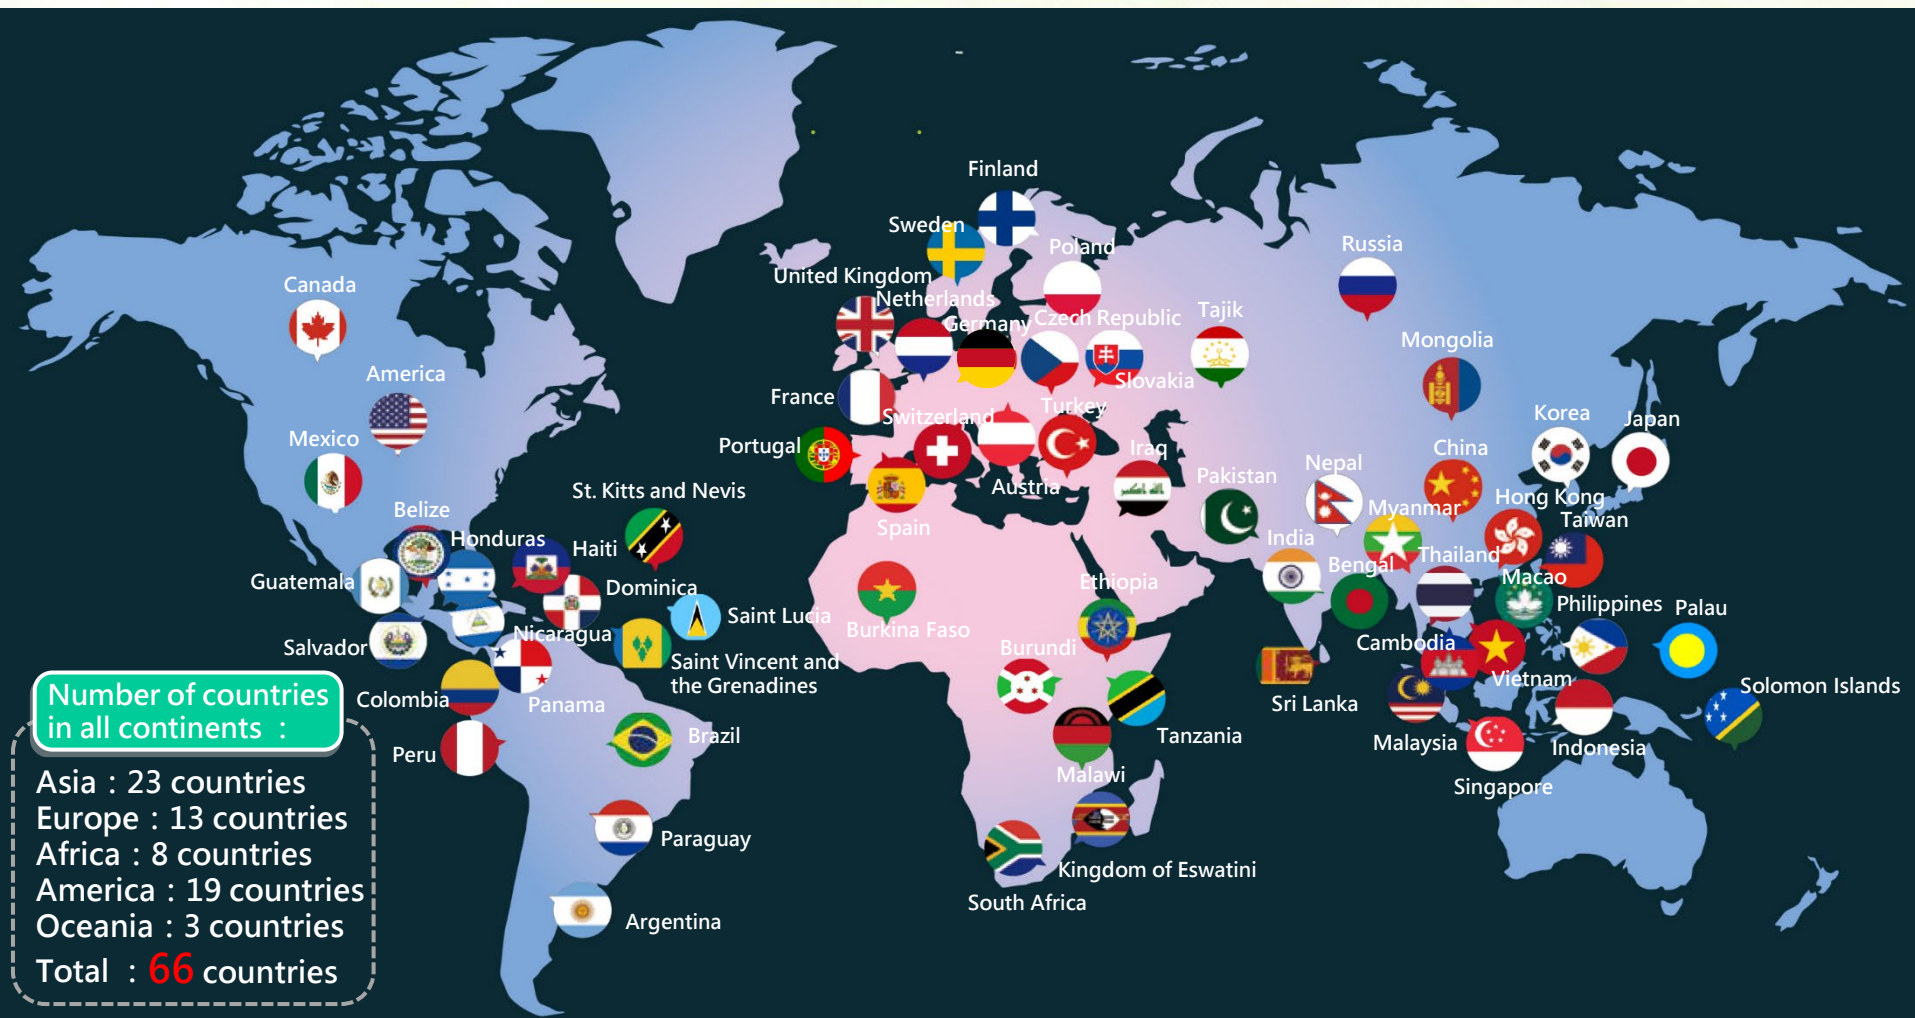 Finland
Sweden
Poland
Russia
United Kingdom
Canada
Netherlands
Tajik
Germany
Czech Republic
Mongolia
America
Slovakia
France
Switzerland
Turkey
Korea
Japan
Mexico
Portugal
Iraq
China
Nepal
Pakistan
Austria
St. Kitts and Nevis
Hong Kong
Belize
Myanmar
Taiwan
Spain
Honduras
Haiti
India
Thailand
Bengal
Guatemala
Dominica
Ethiopia
Macao
Philippines
Palau
Saint Lucia
Nicaragua
Burkina Faso
Salvador
Burundi
Cambodia
Saint Vincent and
the Grenadines
Vietnam
Solomon Islands
Colombia
Panama
Sri Lanka
Peru
Brazil
Tanzania
Malaysia
Indonesia
Malawi
Singapore
Paraguay
Kingdom of Eswatini
South Africa
Argentina
Number of countries
in all continents :
Asia : 23 countries
Europe : 13 countries
Africa : 8 countries
America : 19 countries
Oceania : 3 countries
Total : 66 countries